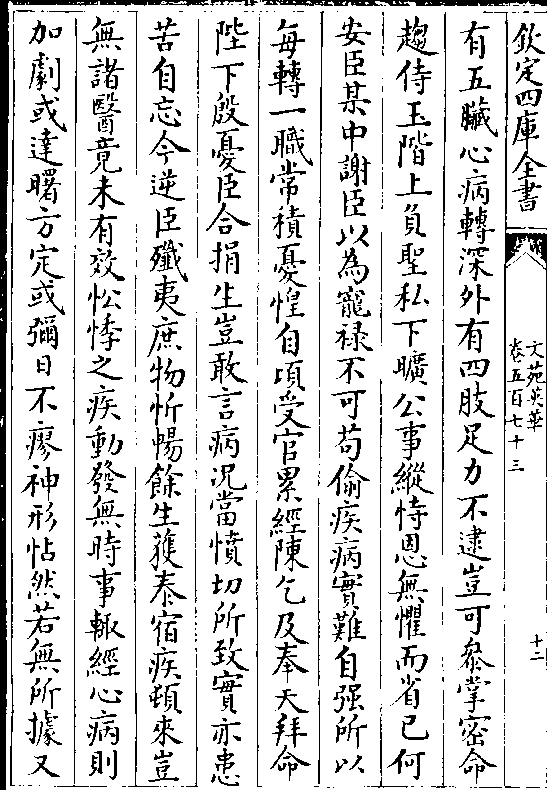 欽定四庫全書
文苑英華
卷五百七十三
十二
有五臟心病轉深外有四肢足力不逮豈可叅掌密命
趨侍玉階上負聖私下曠公事縱恃恩無懼而省已何
安臣某中謝臣以為寵禄不可苟偷疾病實難自强所以
每轉一職常積憂惶自頃受官累經陳乞及奉天拜命
陛下殷憂臣合捐生豈敢言病況當憤切所致實亦患
苦自忘今逆臣殲夷庶物忻暢餘生獲泰宿疾頓來豈
無諸醫竟未有效忪悸之疾動發無時事輙經心病則
加劇或達曙方定或彌日不瘳神形怗然若無所據又